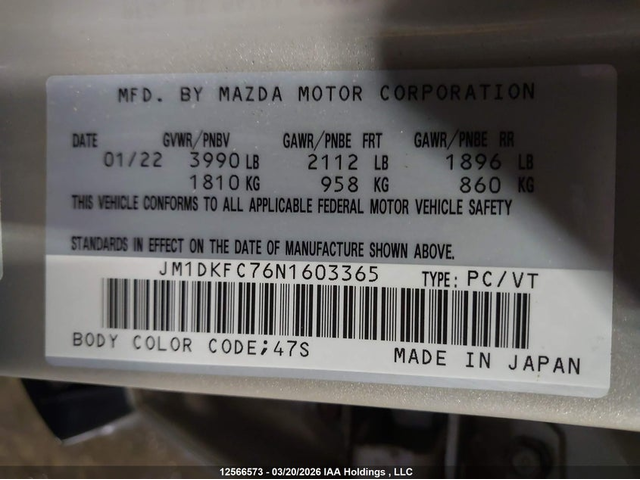 MFD. BY MAZDA MOTOR CORPORATION
DATE GVWR/PNBV GAWR/PNBE FRT GAWR/PNBE RR
01/22 3990 LB 2112 LB 1896 LB
1810 KG 958 KG 860 KG
THIS VEHICLE CONFORMS TO ALL APPLICABLE FEDERAL MOTOR VEHICLE SAFETY
STANDARDS IN EFFECT ON THE DATE OF MANUFACTURE SHOWN ABOVE.
JM1DKFC76N1603365 TYPE: PC/VT
BODY COLOR CODE;47S MADE IN JAPAN
12566573 - 03/20/2026 IAA Holdings , LLC